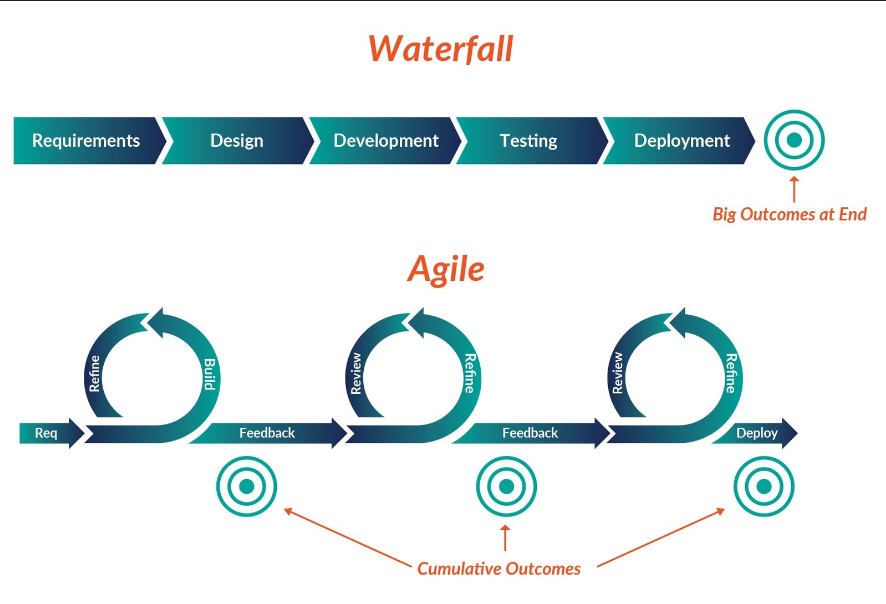 Waterfall
Requirements
Design
Development
Testing
Deployment
Big Outcomes at End
Agile
Refine
Build
Review
Refine
Review
Refine
Req
Feedback
Feedback
Deploy
Cumulative Outcomes